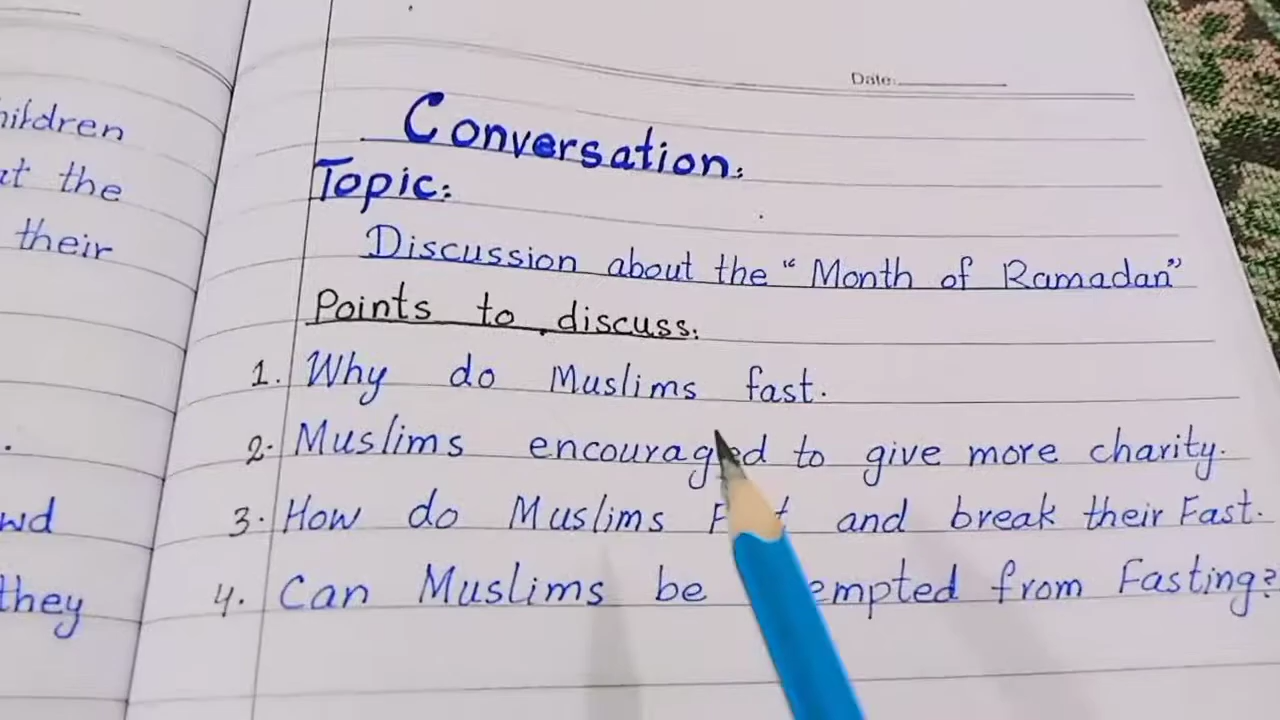 Date:
Conversation:
Topic:
Discussion about the "Month of Ramadan"
Points to discuss:
1. Why do Muslims fast.
2. Muslims encouraged to give more charity.
3. How do Muslims and break their Fast.
4. Can Muslims be from Fasting?
at the
their
they